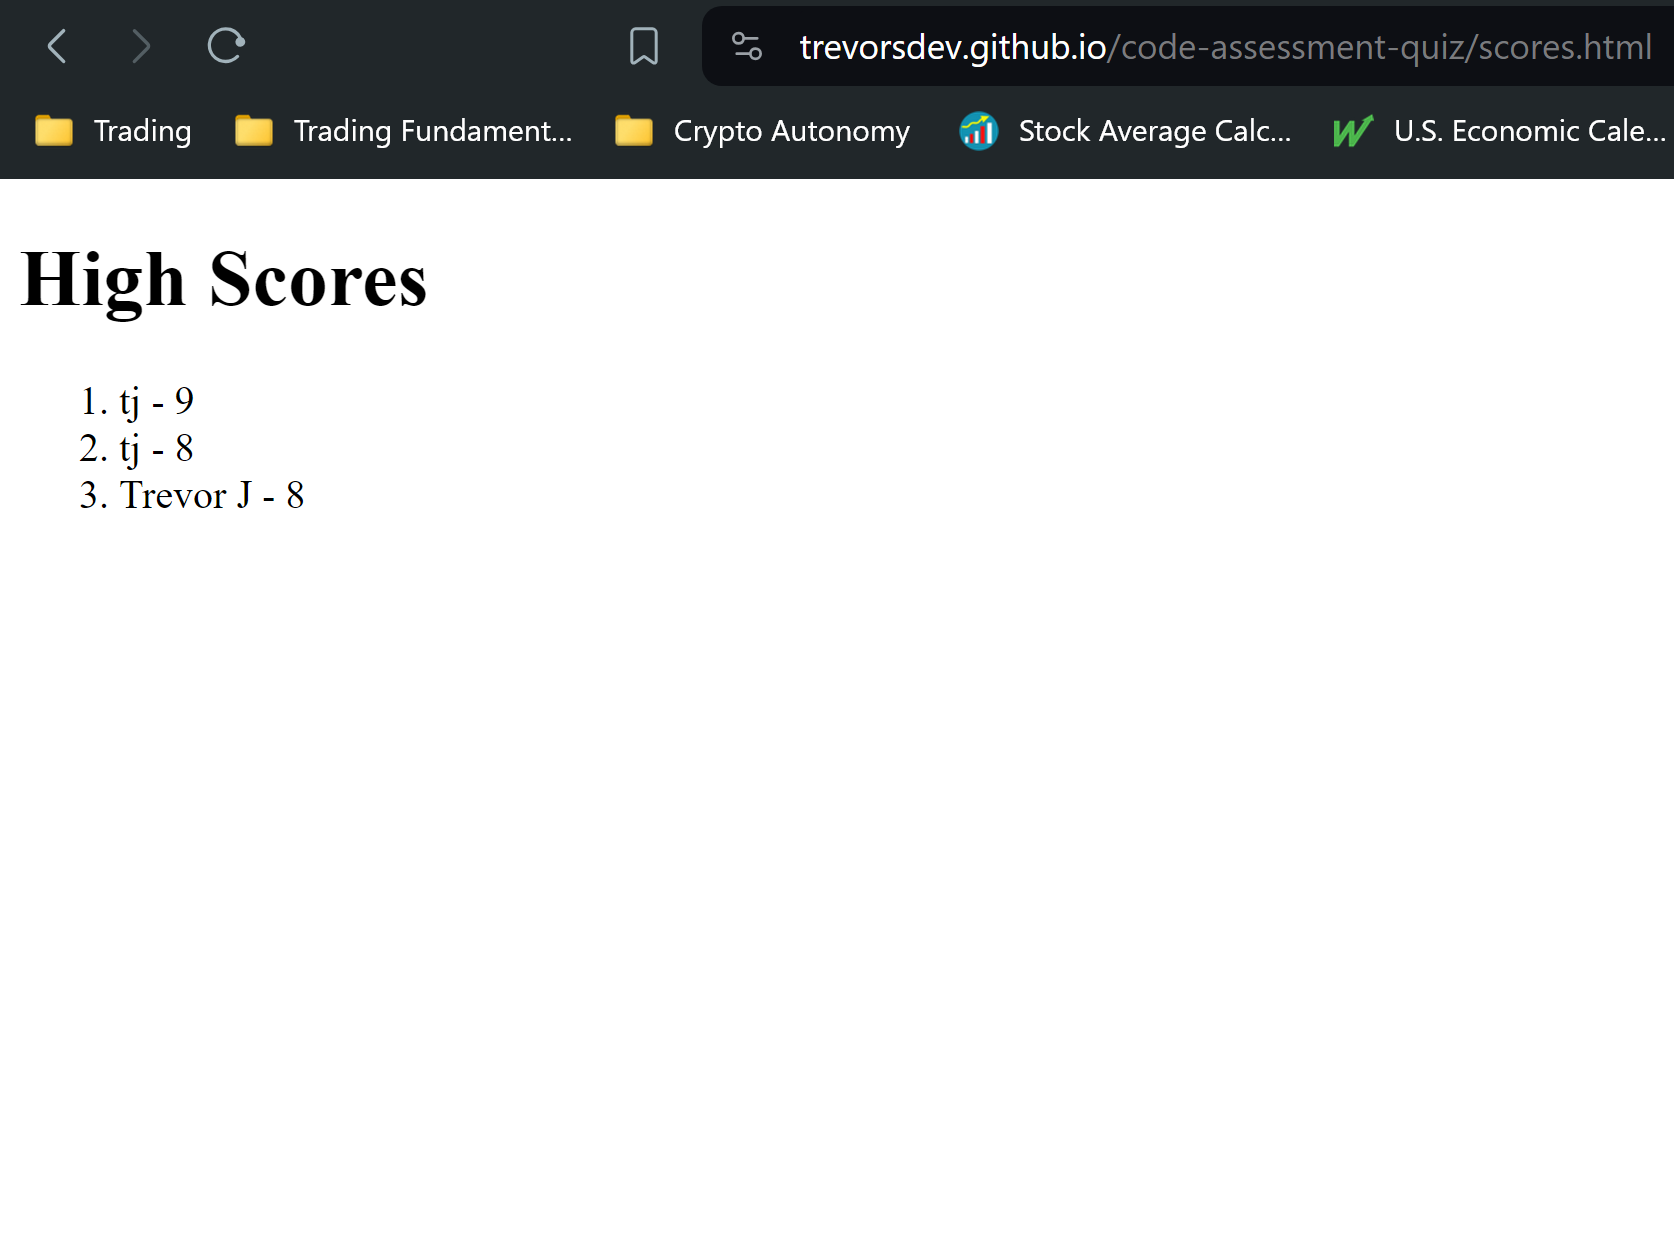 trevorsdev.github.io/code-assessment-quiz/scores.html
Trading Trading Fundament... Crypto Autonomy Stock Average Calc... U.S. Economic Cale...
High Scores
1. tj - 9
2. tj - 8
3. Trevor J - 8